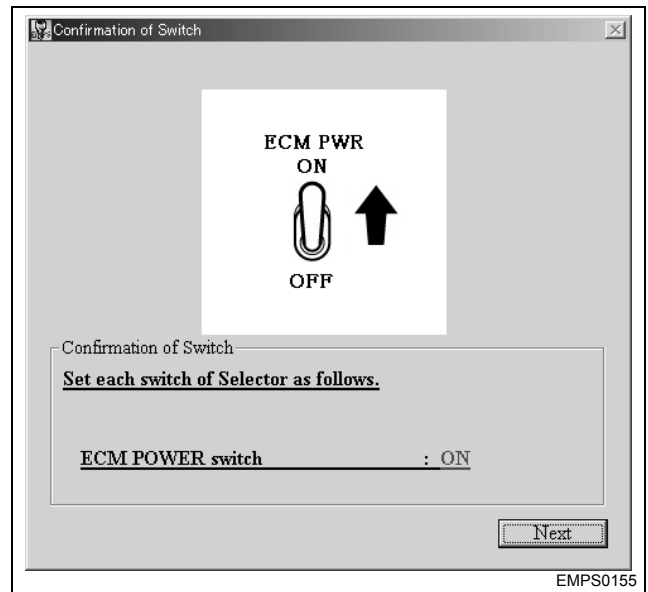 Confirmation of Switch
ECM PWR
ON
OFF
Confirmation of Switch
Set each switch of Selector as follows.
ECM POWER switch : ON
Next
EMPS0155